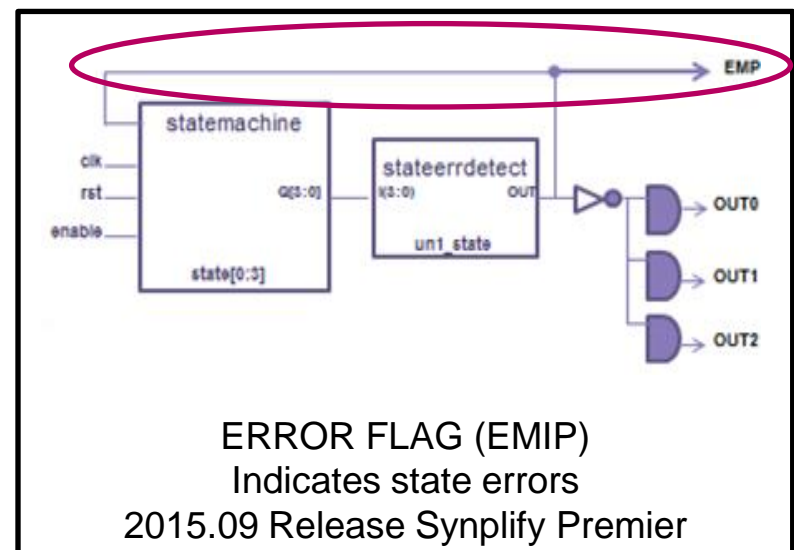 EMP
statemachine
clk
rst
enable
Q[3:0]
state[0:3]
stateerrdetect
I(3:0)
OUT
un1_state
OUT0
OUT1
OUT2
ERROR FLAG (EMIP)
Indicates state errors
2015.09 Release Synplify Premier